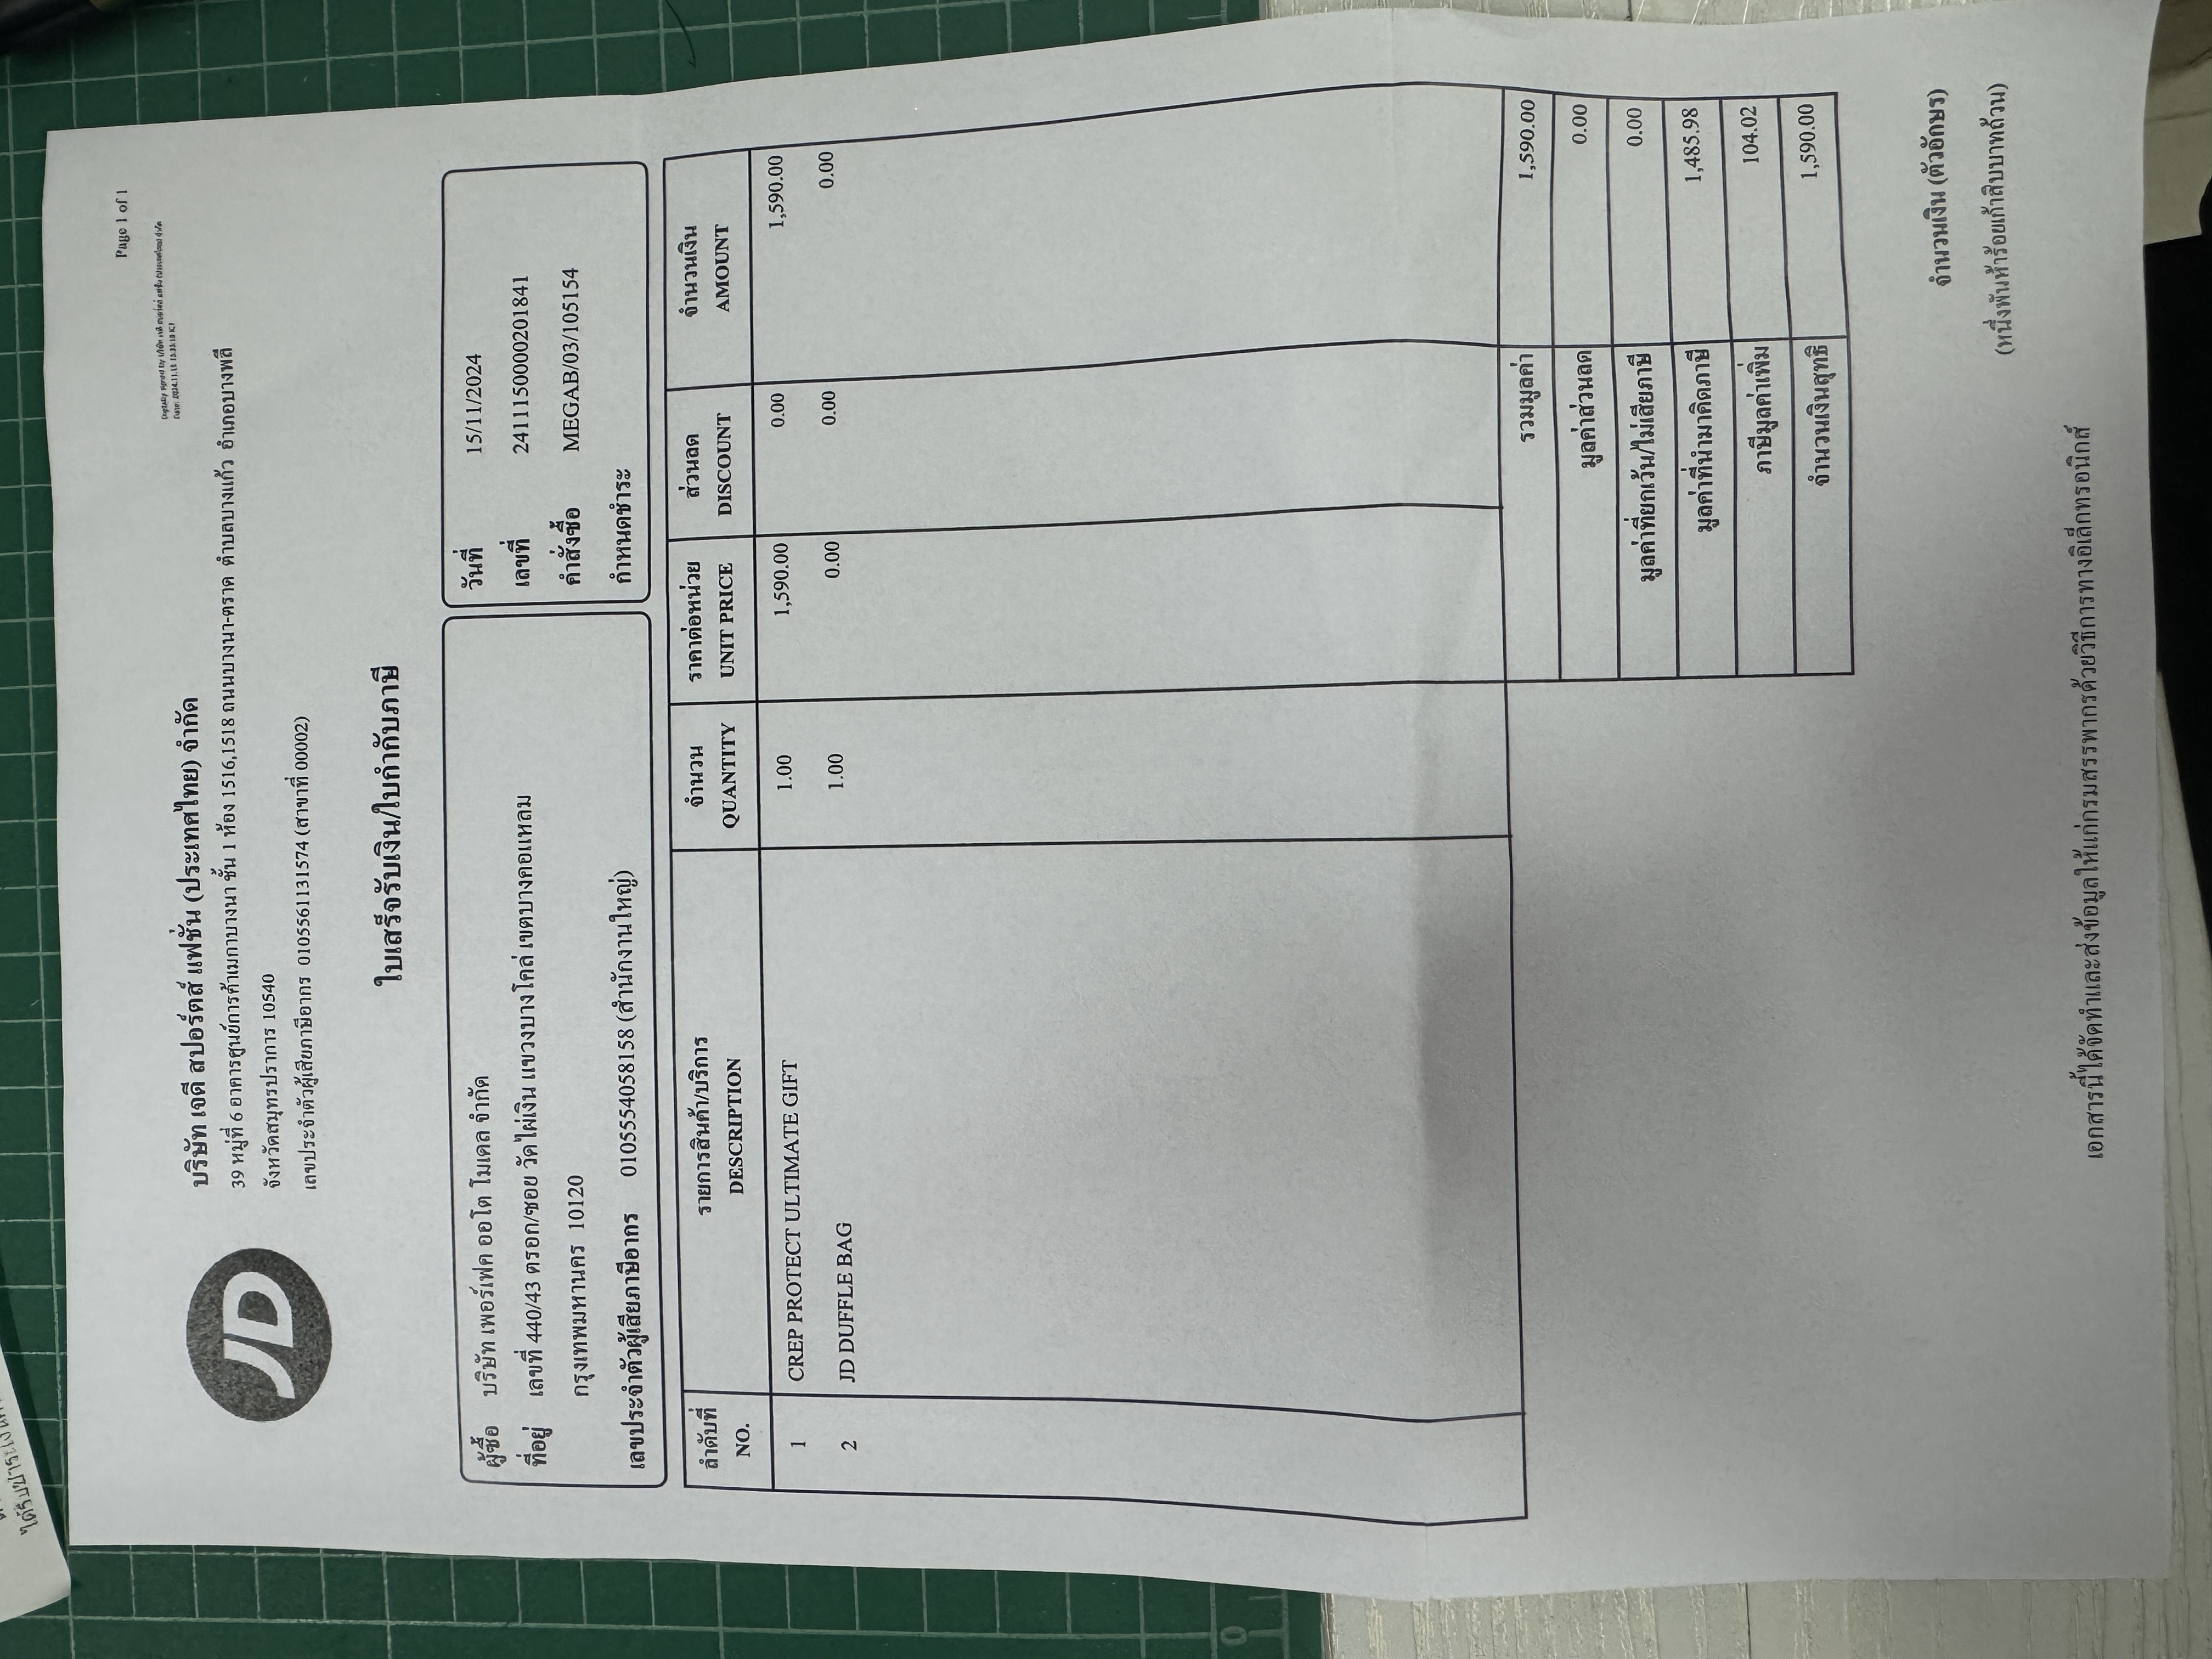 ได้รับชำระเงิน
Page 1 of 1
Digitally signed by บริษัท เจดี สปอร์ตส์ แฟชั่น (ประเทศไทย) จำกัด
Date: 2024.11.15
JD
บริษัท เจดี สปอร์ตส์ แฟชั่น (ประเทศไทย) จำกัด
39 หมู่ที่ 6 อาคารศูนย์การค้าเมกาบางนา ชั้น 1 ห้อง 1516,1518 ถนนบางนา-ตราด ตำบลบางแก้ว อำเภอบางพลี
จังหวัดสมุทรปราการ 10540
เลขประจำตัวผู้เสียภาษีอากร 0105561131574 (สาขาที่ 00002)
ใบเสร็จรับเงิน/ใบกำกับภาษี
ผู้ซื้อ บริษัท เพอร์เฟค ออโต โมเดล จำกัด
ที่อยู่ เลขที่ 440/43 ตรอก/ซอย วัดไผ่เงิน แขวงบางโคล่ เขตบางคอแหลม
กรุงเทพมหานคร 10120
เลขประจำตัวผู้เสียภาษีอากร 0105554058158 (สำนักงานใหญ่)
วันที่ 15/11/2024
เลขที่ 2411150000201841
คำสั่งซื้อ MEGAB/03/105154
กำหนดชำระ
ลำดับที่ รายการสินค้า/บริการ จำนวน ราคาต่อหน่วย ส่วนลด จำนวนเงิน
NO. DESCRIPTION QUANTITY UNIT PRICE DISCOUNT AMOUNT
1 CREP PROTECT ULTIMATE GIFT 1.00 1,590.00 0.00 1,590.00
2 JD DUFFLE BAG 1.00 0.00 0.00 0.00
รวมมูลค่า 1,590.00
มูลค่าส่วนลด 0.00
มูลค่าที่ยกเว้น/ไม่เสียภาษี 0.00
มูลค่าที่นำมาคิดภาษี 1,485.98
ภาษีมูลค่าเพิ่ม 104.02
จำนวนเงินสุทธิ 1,590.00
จำนวนเงิน (ตัวอักษร)
(หนึ่งพันห้าร้อยเก้าสิบบาทถ้วน)
เอกสารนี้ได้จัดทำและส่งข้อมูลให้แก่กรมสรรพากรด้วยวิธีการทางอิเล็กทรอนิกส์
0